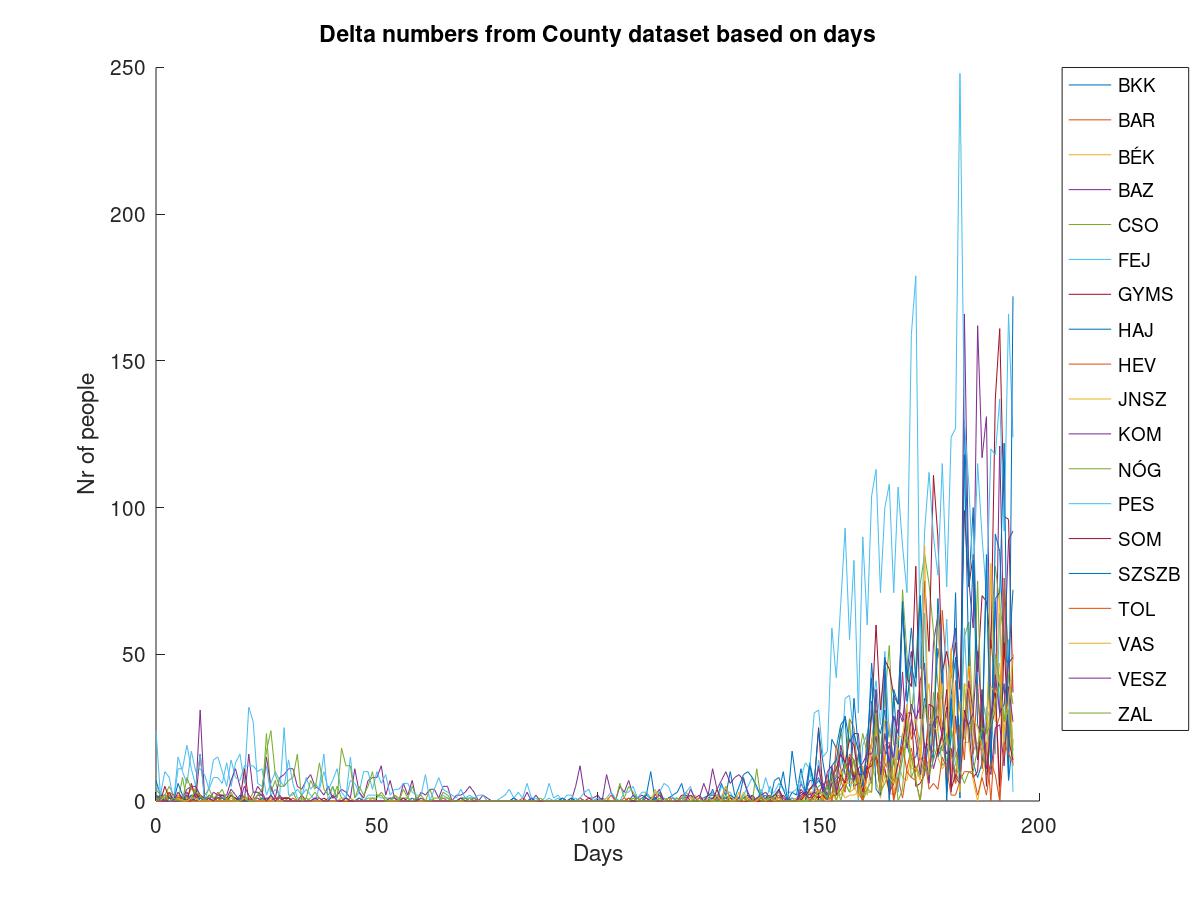 Delta numbers from County dataset based on days
250
200
150
100
50
0
Nr of people
0 50 100 150 200
Days
BKK
BAR
BÉK
BAZ
CSO
FEJ
GYMS
HAJ
HEV
JNSZ
KOM
NÓG
PES
SOM
SZSZB
TOL
VAS
VESZ
ZAL